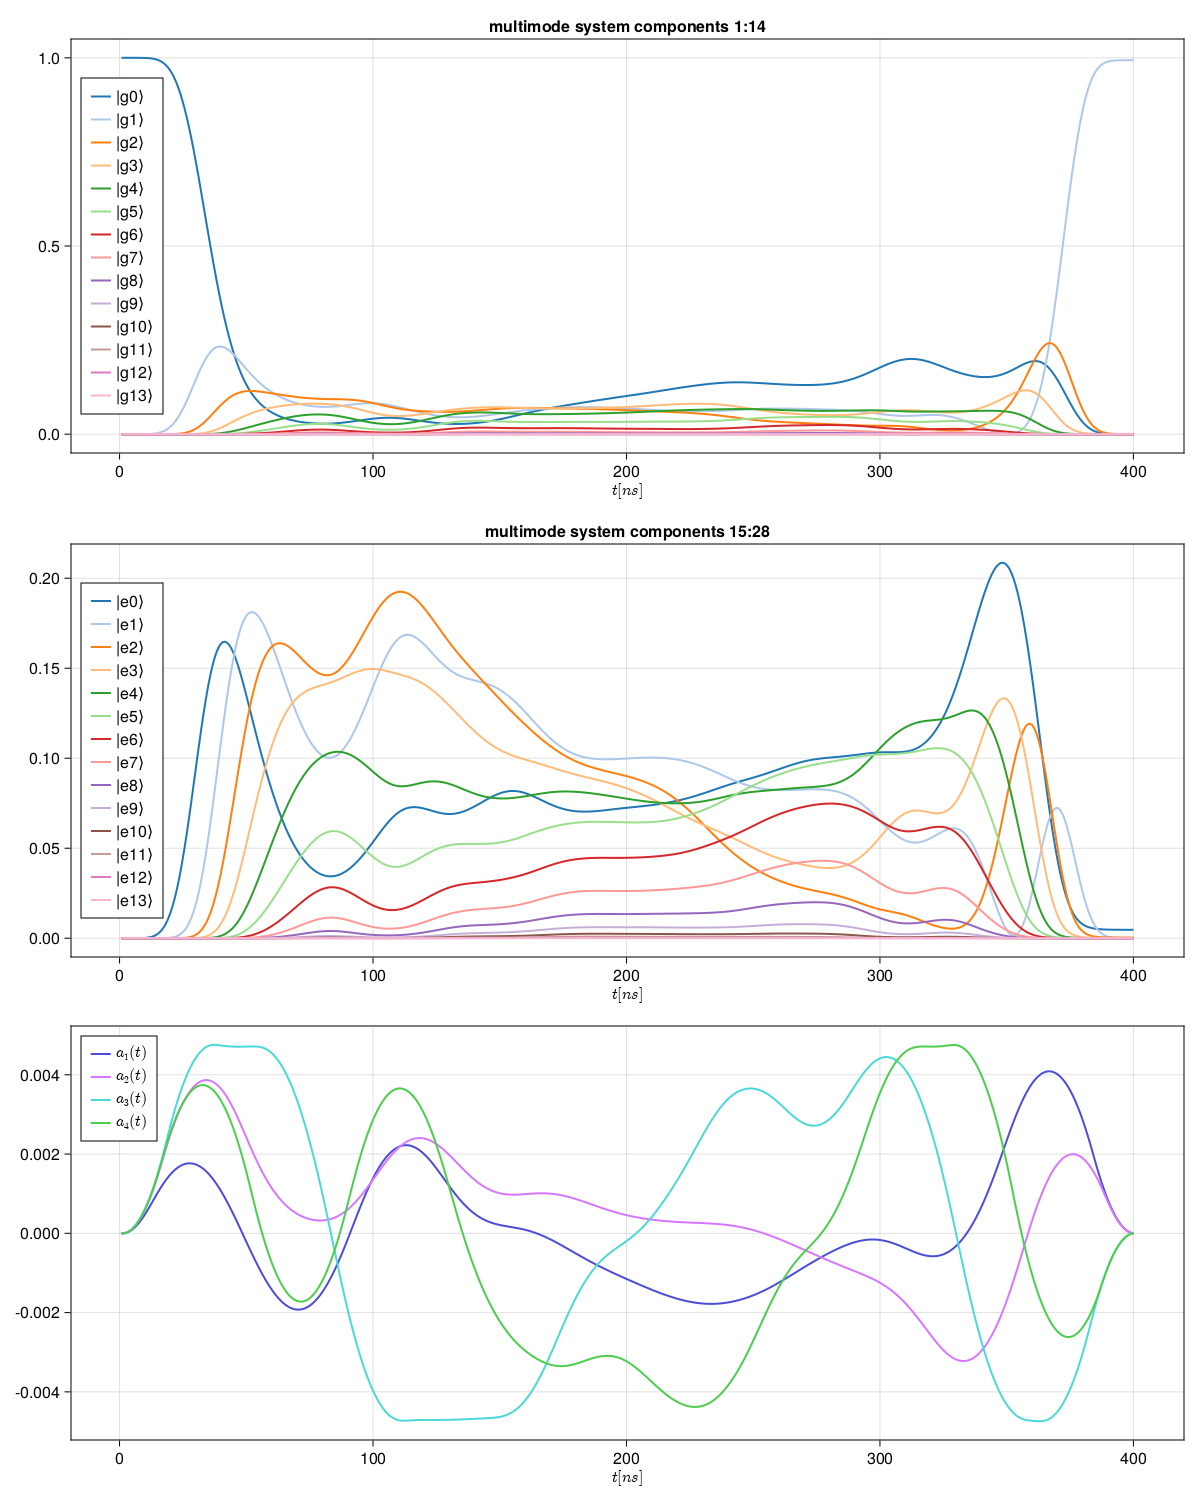 multimode system components 1:14
1.0
0.5
0.0
|g0⟩
|g1⟩
|g2⟩
|g3⟩
|g4⟩
|g5⟩
|g6⟩
|g7⟩
|g8⟩
|g9⟩
|g10⟩
|g11⟩
|g12⟩
|g13⟩
0 100 200 300 400
t[ns]
multimode system components 15:28
0.20
0.15
0.10
0.05
0.00
|e0⟩
|e1⟩
|e2⟩
|e3⟩
|e4⟩
|e5⟩
|e6⟩
|e7⟩
|e8⟩
|e9⟩
|e10⟩
|e11⟩
|e12⟩
|e13⟩
0 100 200 300 400
t[ns]
0.004
0.002
0.000
-0.002
-0.004
a₁(t)
a₂(t)
a₃(t)
a₄(t)
0 100 200 300 400
t[ns]